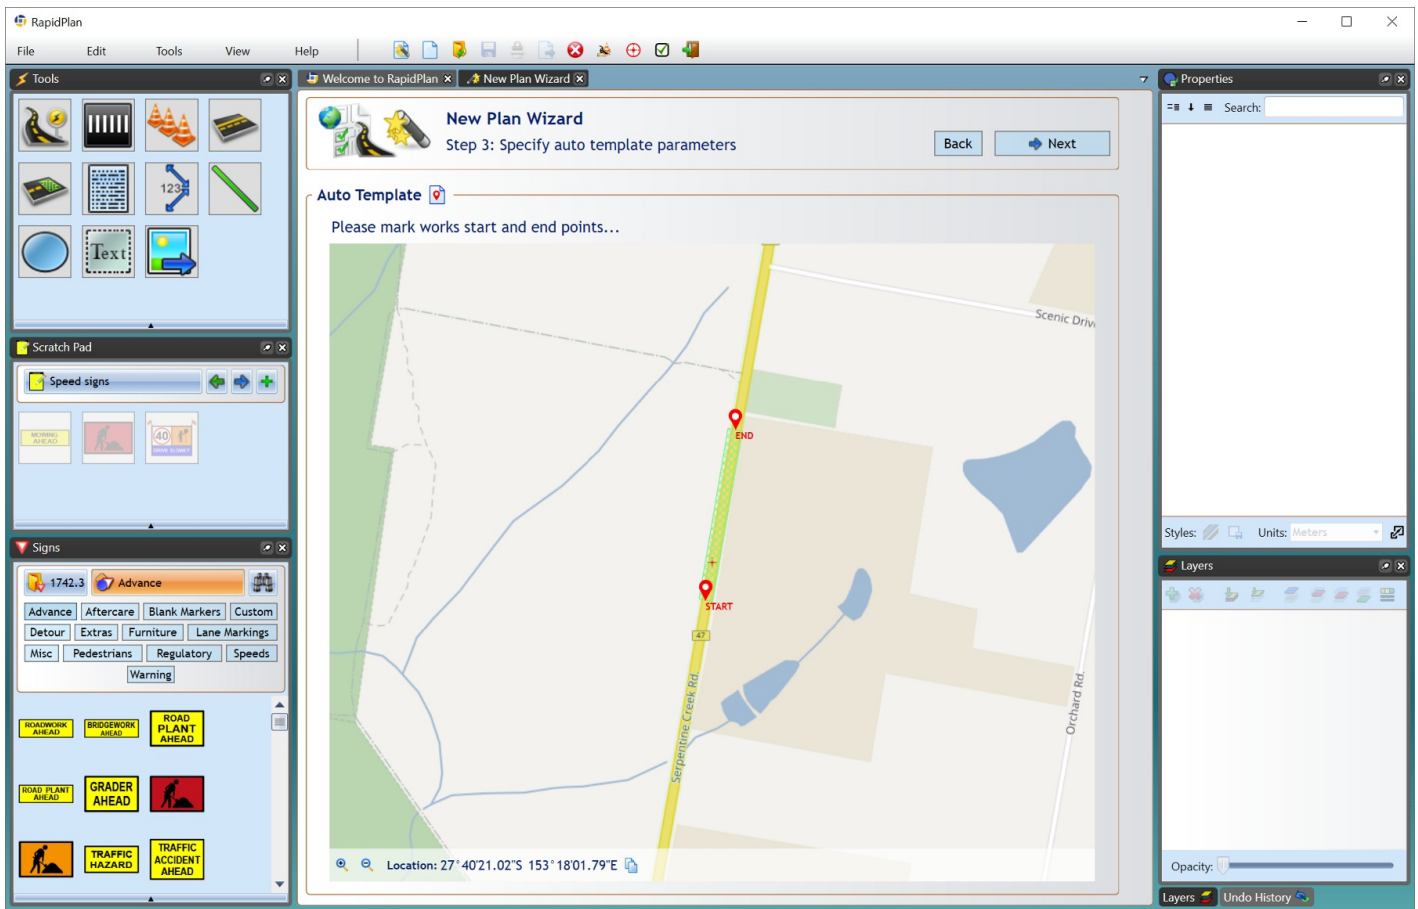 RapidPlan
File Edit Tools View Help
Tools
123
Text
Scratch Pad
Speed signs
MOWING
AHEAD
40
DRIVE SLOWLY
Signs
1742.3 Advance
Advance Aftercare Blank Markers Custom
Detour Extras Furniture Lane Markings
Misc Pedestrians Regulatory Speeds
Warning
ROADWORK
AHEAD
BRIDGEWORK
AHEAD
ROAD
PLANT
AHEAD
ROAD PLANT
AHEAD
GRADER
AHEAD
TRAFFIC
HAZARD
TRAFFIC
ACCIDENT
AHEAD
Welcome to RapidPlan New Plan Wizard
New Plan Wizard
Step 3: Specify auto template parameters
Back Next
Auto Template
Please mark works start and end points...
Scenic Driv
END
START
47
Serpentine Creek Rd.
Orchard Rd.
Location: 27°40'21.02"S 153°18'01.79"E
Properties
Search:
Styles: Units: Meters
Layers
Opacity:
Layers Undo History